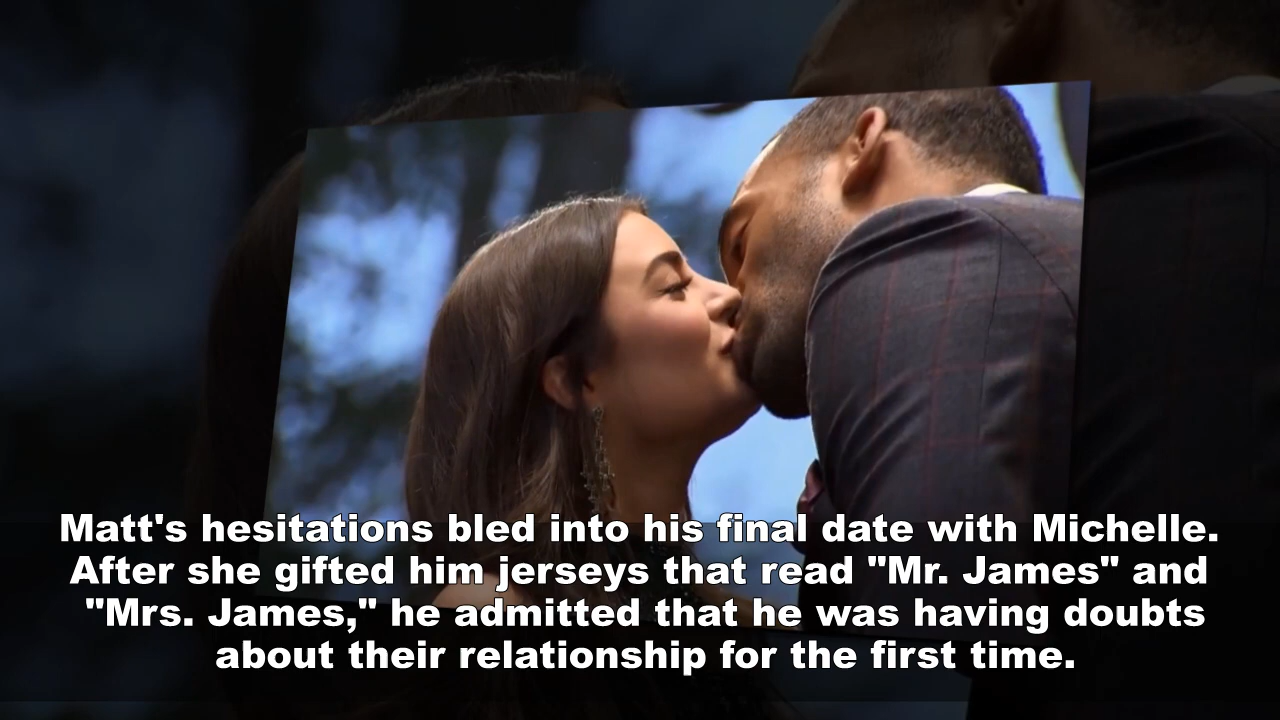 Matt's hesitations bled into his final date with Michelle.
After she gifted him jerseys that read "Mr. James" and
"Mrs. James," he admitted that he was having doubts
about their relationship for the first time.